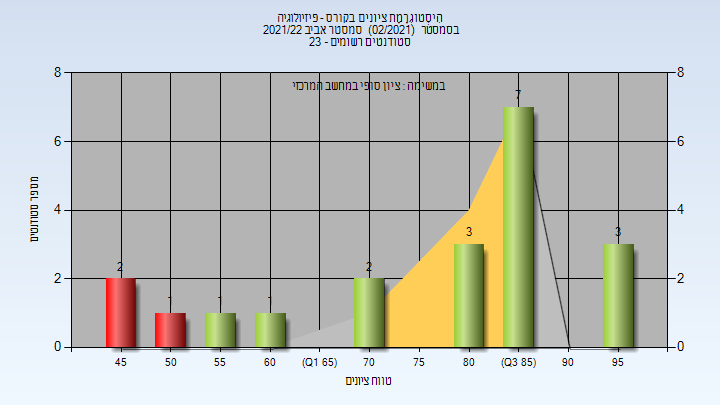 היסטוגרמת ציונים בקורס - פיזיולוגיה
בסמסטר (02/2021) סמסטר אביב 2021/22
סטודנטים רשומים - 23
במשימה : ציון סופי במחשב המרכזי
מספר סטודנטים
8 8
6 6
4 4
2 2
0 0
2 1 1 1 2 3 7 3
45 50 55 60 (Q1 65) 70 75 80 (Q3 85) 90 95
טווח ציונים